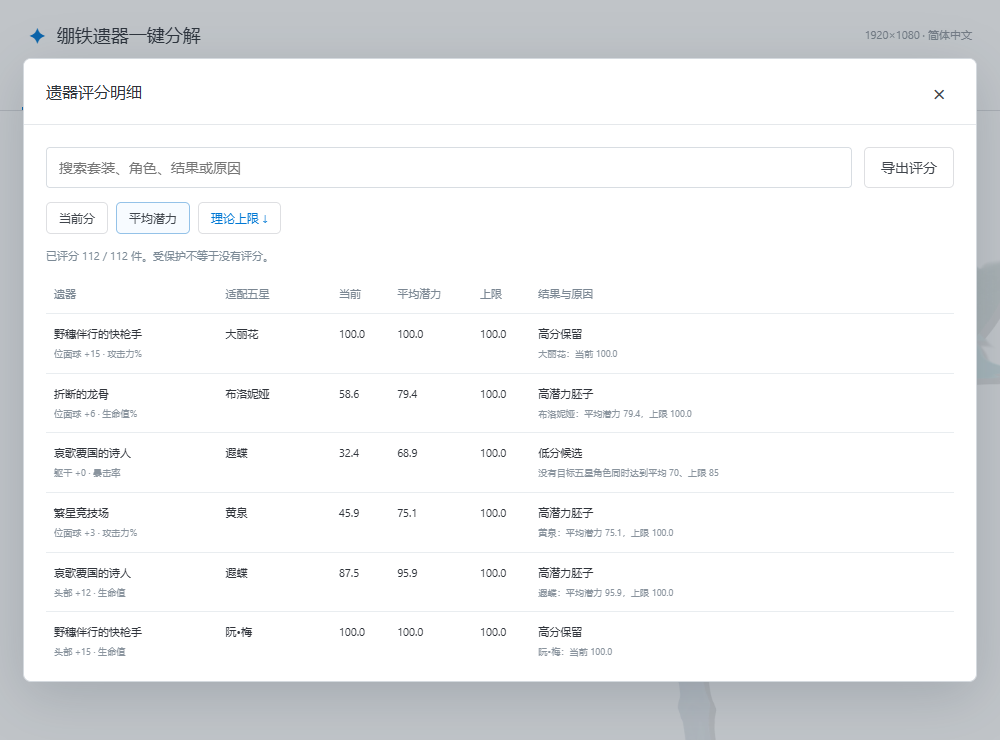 绷铁遗器一键分解
1920×1080 · 简体中文
遗器评分明细
×
搜索套装、角色、结果或原因
导出评分
当前分
平均潜力
理论上限 ↓
已评分 112 / 112 件。受保护不等于没有评分。
遗器 适配五星 当前 平均潜力 上限 结果与原因
野穗伴行的快枪手 大丽花 100.0 100.0 100.0 高分保留
位面球 +15 · 攻击力% 大丽花：当前 100.0
折断的龙骨 布洛妮娅 58.6 79.4 100.0 高潜力胚子
位面球 +6 · 生命值% 布洛妮娅：平均潜力 79.4，上限 100.0
哀歌覆国的诗人 遐蝶 32.4 68.9 100.0 低分候选
躯干 +0 · 暴击率 没有目标五星角色同时达到平均 70、上限 85
繁星竞技场 黄泉 45.9 75.1 100.0 高潜力胚子
位面球 +3 · 攻击力% 黄泉：平均潜力 75.1，上限 100.0
哀歌覆国的诗人 遐蝶 87.5 95.9 100.0 高潜力胚子
头部 +12 · 生命值 遐蝶：平均潜力 95.9，上限 100.0
野穗伴行的快枪手 阮•梅 100.0 100.0 100.0 高分保留
头部 +15 · 生命值 阮•梅：当前 100.0